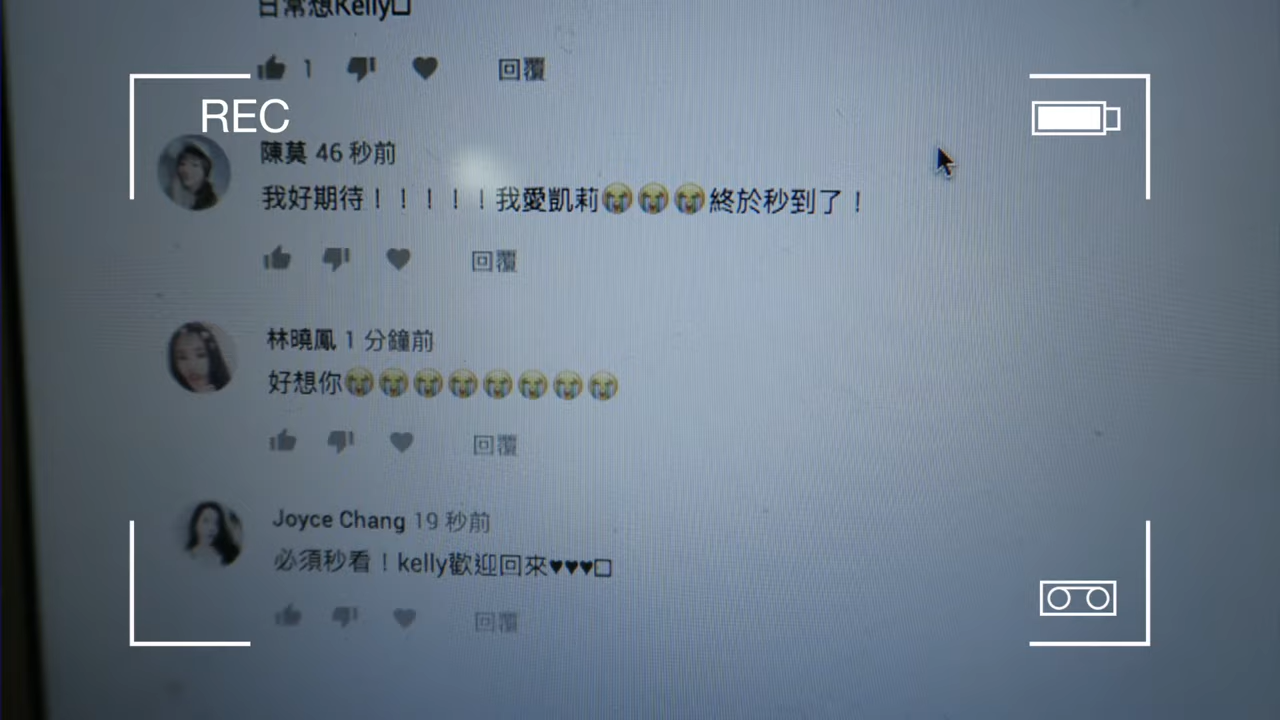 日常想Kelly□
1 回覆
REC
陳莫 46 秒前
我好期待！！！！！我愛凱莉😭😭😭終於秒到了！
回覆
林曉鳳 1 分鐘前
好想你😭😭😭😭😭😭😭😭
回覆
Joyce Chang 19 秒前
必須秒看！kelly歡迎回來♥♥♥□
回覆